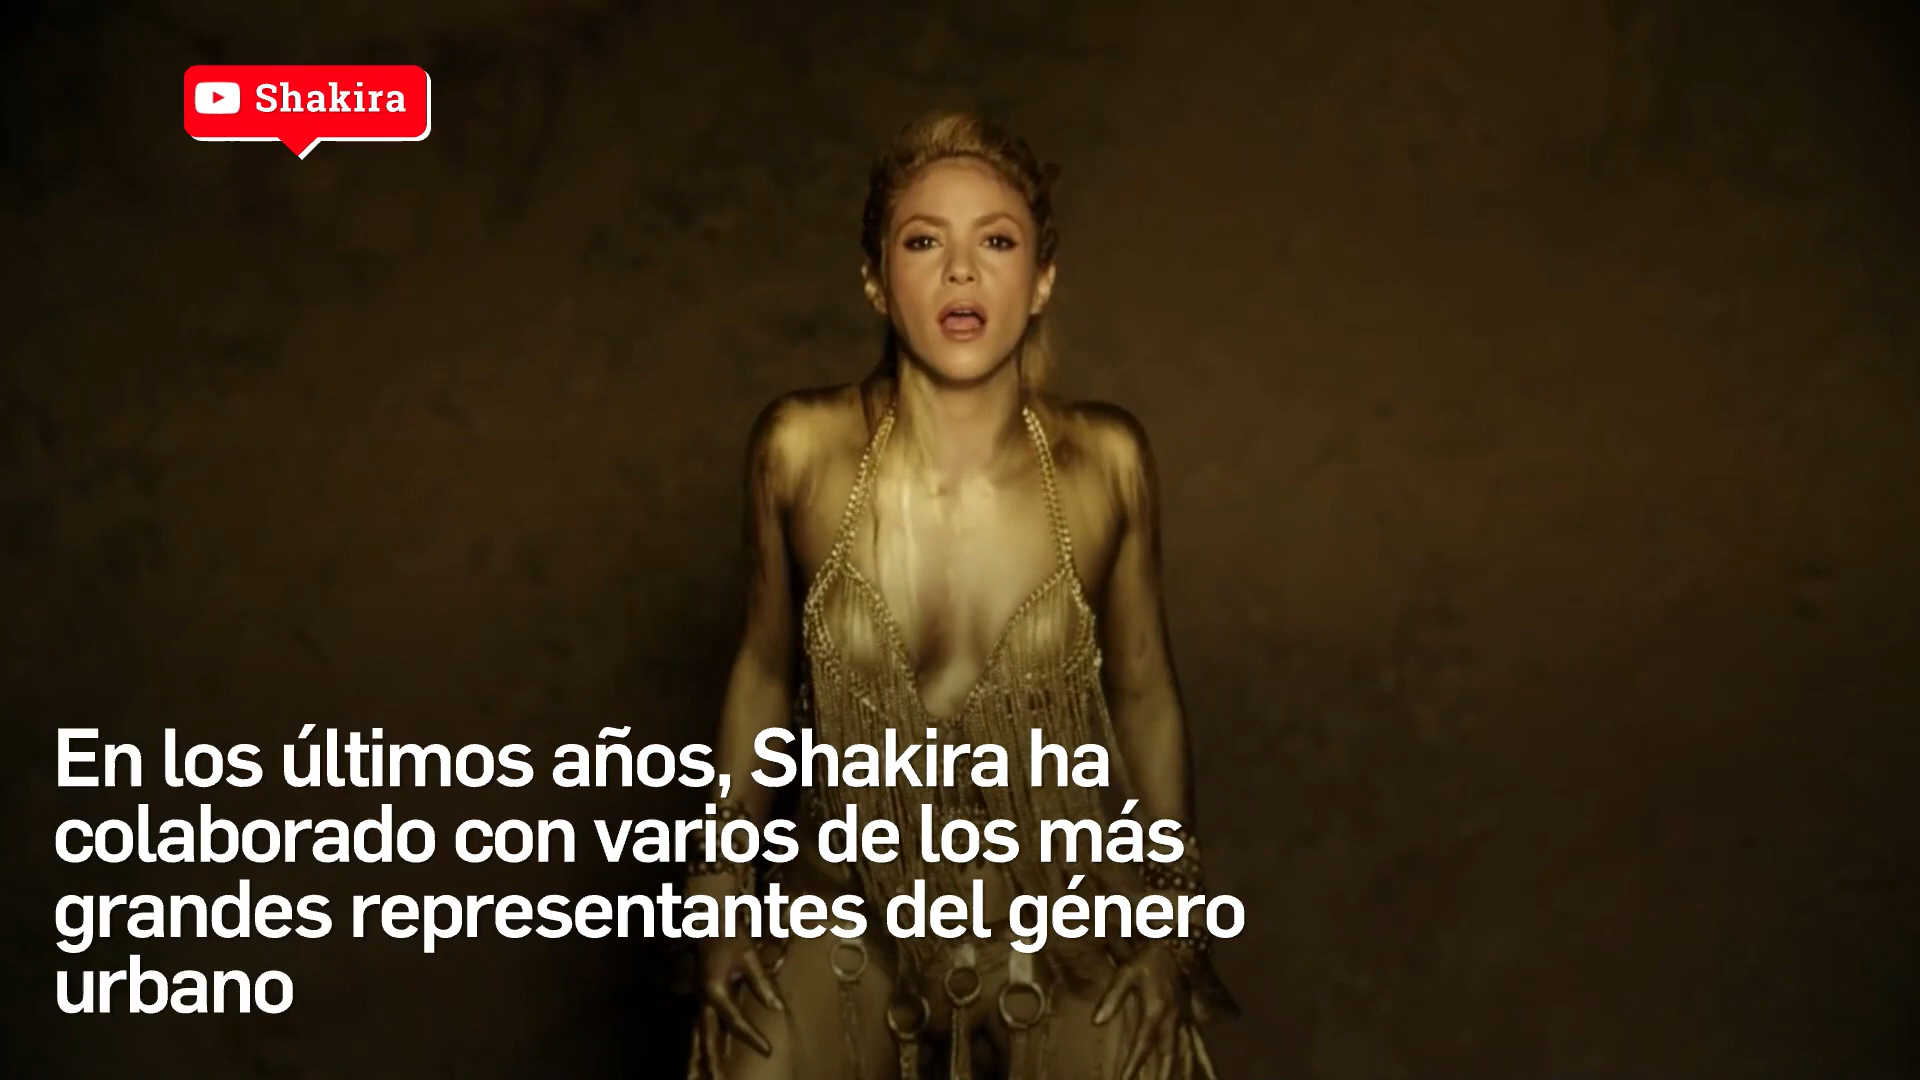 Shakira
En los últimos años, Shakira ha
colaborado con varios de los más
grandes representantes del género
urbano